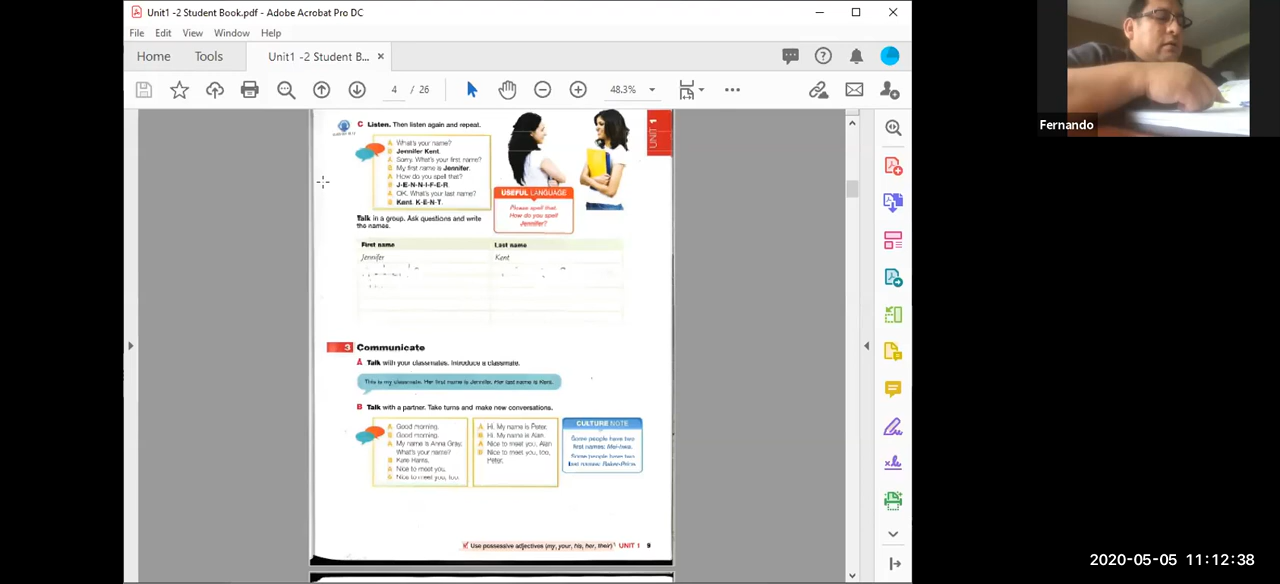 Unit1 -2 Student Book.pdf - Adobe Acrobat Pro DC
File Edit View Window Help
Home Tools Unit1 -2 Student B... ×
4 / 26 48.3%
UNIT 1
C Listen. Then listen again and repeat.
A What's your name?
B Jennifer Kent.
A Sorry. What's your first name?
B My first name is Jennifer.
A How do you spell that?
B J-E-N-N-I-F-E-R
A OK. What's your last name?
B Kent. K-E-N-T.
USEFUL LANGUAGE
Please spell that.
How do you spell
Jennifer?
Talk in a group. Ask questions and write
the names.
First name Last name
Jennifer Kent
3 Communicate
A Talk with your classmates. Introduce a classmate.
This is my classmate. Her first name is Jennifer. Her last name is Kent.
B Talk with a partner. Take turns and make new conversations.
A Good morning.
B Good morning.
A My name is Anna Gray.
What's your name?
B Kate Harris.
A Nice to meet you.
B Nice to meet you, too.
A Hi. My name is Peter.
B Hi. My name is Alan.
A Nice to meet you, Alan
B Nice to meet you, too,
Peter.
CULTURE NOTE
Some people have two
first names: Mei-hwa.
Some people have two
last names: Baker-Price.
Use possessive adjectives (my, your, his, her, their) UNIT 1 9
Fernando
2020-05-05 11:12:38